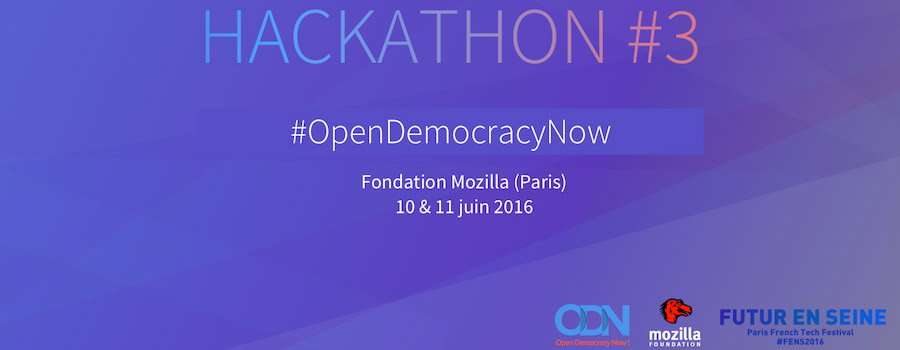 HACKATHON #3
#OpenDemocracyNow
Fondation Mozilla (Paris)
10 & 11 juin 2016
ODN
Open Democracy Now !
mozilla
FOUNDATION
FUTUR EN SEINE
Paris French Tech Festival
#FENS2016